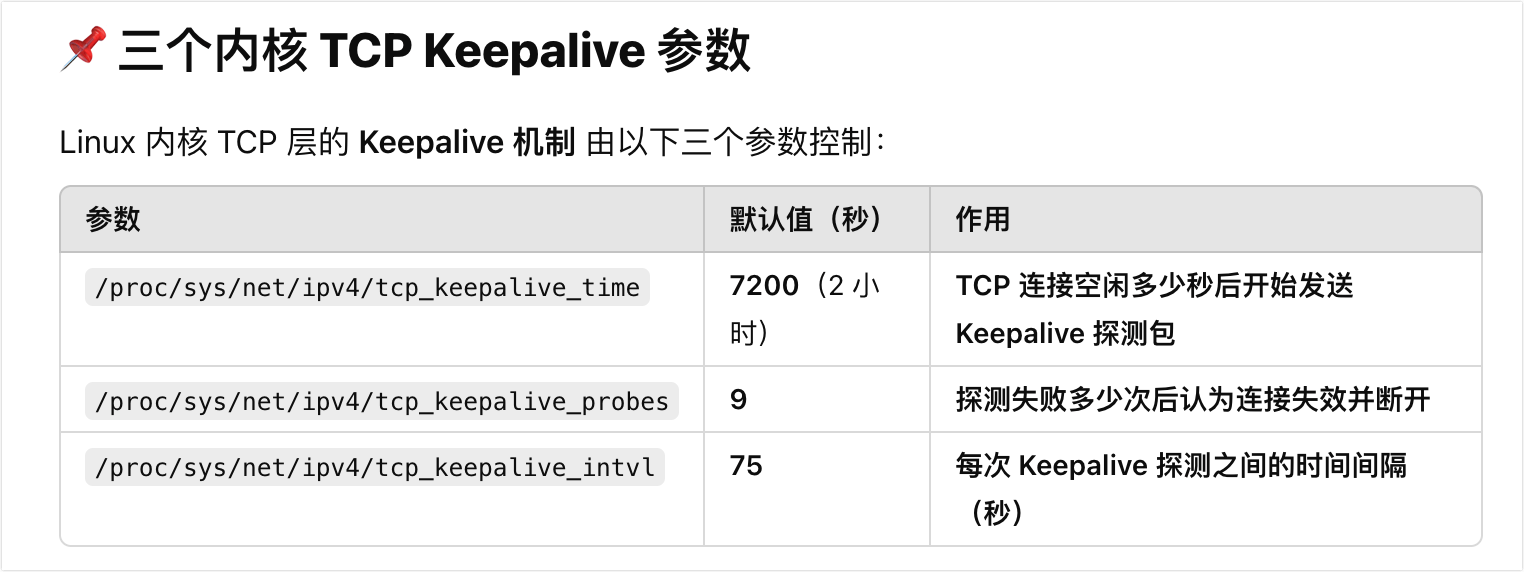 📌 三个内核 TCP Keepalive 参数
Linux 内核 TCP 层的 Keepalive 机制 由以下三个参数控制：
参数 默认值（秒） 作用
/proc/sys/net/ipv4/tcp_keepalive_time 7200（2 小 TCP 连接空闲多少秒后开始发送
时） Keepalive 探测包
/proc/sys/net/ipv4/tcp_keepalive_probes 9 探测失败多少次后认为连接失效并断开
/proc/sys/net/ipv4/tcp_keepalive_intvl 75 每次 Keepalive 探测之间的时间间隔
（秒）